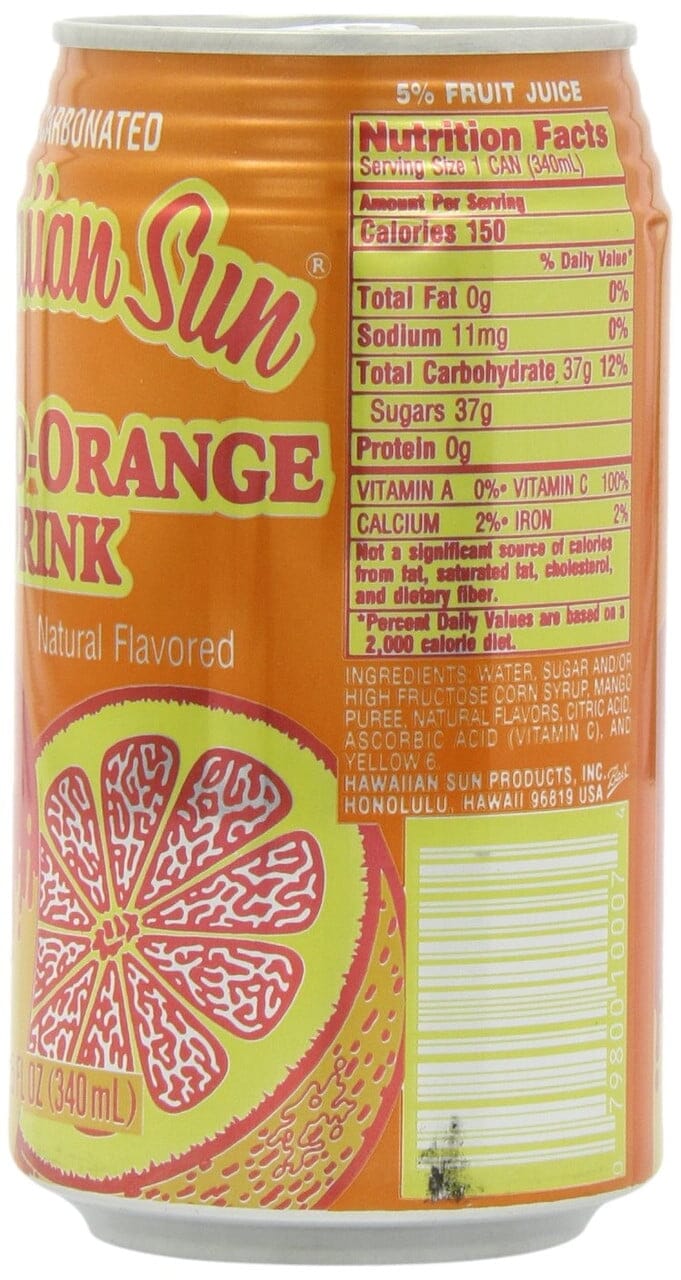 ARBONATED
iian Sun®
O-ORANGE
RINK
Natural Flavored
FL OZ (340 mL)
5% FRUIT JUICE
Nutrition Facts
Serving Size 1 CAN (340mL)
Amount Per Serving
Calories 150
% Daily Value*
Total Fat 0g 0%
Sodium 11mg 0%
Total Carbohydrate 37g 12%
Sugars 37g
Protein 0g
VITAMIN A 0%• VITAMIN C 100%
CALCIUM 2%• IRON 2%
Not a significant source of calories
from fat, saturated fat, cholesterol,
and dietary fiber.
*Percent Daily Values are based on a
2,000 calorie diet.
INGREDIENTS: WATER, SUGAR AND/OR
HIGH FRUCTOSE CORN SYRUP, MANGO
PUREE, NATURAL FLAVORS, CITRIC ACID,
ASCORBIC ACID (VITAMIN C), AND
YELLOW 6.
HAWAIIAN SUN PRODUCTS, INC.
HONOLULU, HAWAII 96819 USA
0 79800 10007 4